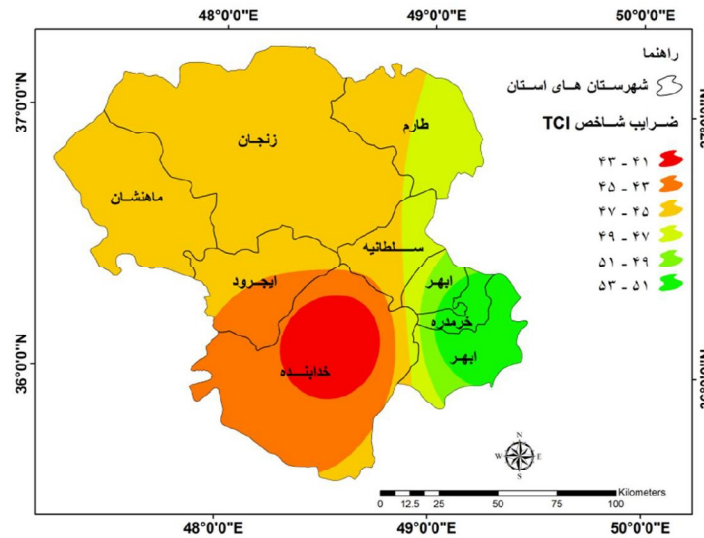 48°0'0"E 49°0'0"E 50°0'0"E
37°0'0"N
36°0'0"N
راهنما
شهرستان های استان
ضرایب شاخص TCI
۴۳ - ۴۱
۴۵ - ۴۳
۴۷ - ۴۵
۴۹ - ۴۷
۵۱ - ۴۹
۵۳ - ۵۱
طارم
زنجان
ماهنشان
سلطانیه
ایجرود
ابهر
خرمدره
ابهر
خدابنده
N
W E
S
0 12.5 25 50 75 100 Kilometers
48°0'0"E 49°0'0"E 50°0'0"E